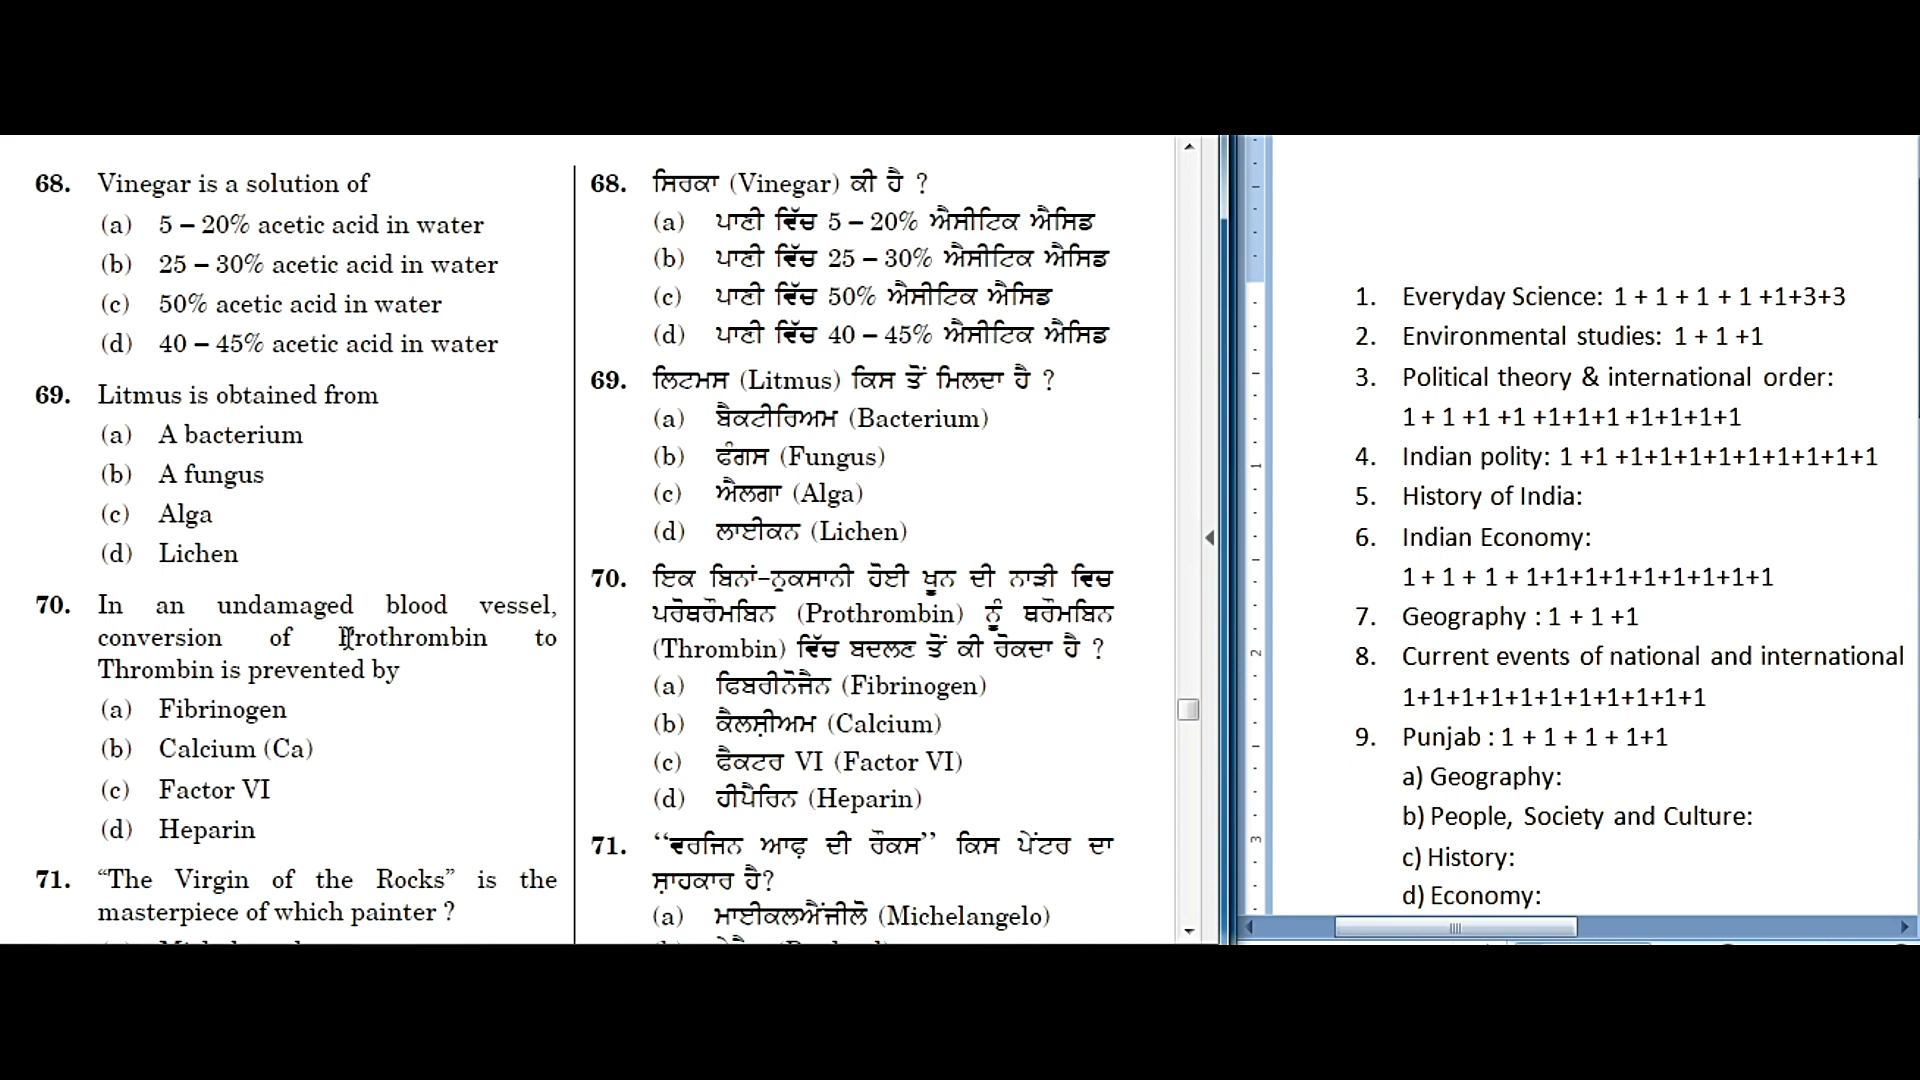 68. Vinegar is a solution of
(a) 5 – 20% acetic acid in water
(b) 25 – 30% acetic acid in water
(c) 50% acetic acid in water
(d) 40 – 45% acetic acid in water
69. Litmus is obtained from
(a) A bacterium
(b) A fungus
(c) Alga
(d) Lichen
70. In an undamaged blood vessel,
conversion of Prothrombin to
Thrombin is prevented by
(a) Fibrinogen
(b) Calcium (Ca)
(c) Factor VI
(d) Heparin
71. “The Virgin of the Rocks” is the
masterpiece of which painter ?
68. ਸਿਰਕਾ (Vinegar) ਕੀ ਹੈ ?
(a) ਪਾਣੀ ਵਿੱਚ 5 – 20% ਐਸੀਟਿਕ ਐਸਿਡ
(b) ਪਾਣੀ ਵਿੱਚ 25 – 30% ਐਸੀਟਿਕ ਐਸਿਡ
(c) ਪਾਣੀ ਵਿੱਚ 50% ਐਸੀਟਿਕ ਐਸਿਡ
(d) ਪਾਣੀ ਵਿੱਚ 40 – 45% ਐਸੀਟਿਕ ਐਸਿਡ
69. ਲਿਟਮਸ (Litmus) ਕਿਸ ਤੋਂ ਮਿਲਦਾ ਹੈ ?
(a) ਬੈਕਟੀਰਿਅਮ (Bacterium)
(b) ਫੰਗਸ (Fungus)
(c) ਐਲਗਾ (Alga)
(d) ਲਾਈਕਨ (Lichen)
70. ਇਕ ਬਿਨਾਂ-ਨੁਕਸਾਨੀ ਹੋਈ ਖੂਨ ਦੀ ਨਾੜੀ ਵਿਚ
ਪਰੋਥਰੌਮਬਿਨ (Prothrombin) ਨੂੰ ਥਰੌਮਬਿਨ
(Thrombin) ਵਿੱਚ ਬਦਲਣ ਤੋਂ ਕੀ ਰੋਕਦਾ ਹੈ ?
(a) ਫਿਬਰੀਨੋਜੈਨ (Fibrinogen)
(b) ਕੈਲਸ਼ੀਅਮ (Calcium)
(c) ਫੈਕਟਰ VI (Factor VI)
(d) ਹੀਪੈਰਿਨ (Heparin)
71. “ਵਰਜਿਨ ਆਫ਼ ਦੀ ਰੌਕਸ” ਕਿਸ ਪੇਂਟਰ ਦਾ
ਸ਼ਾਹਕਾਰ ਹੈ?
(a) ਮਾਈਕਲਐਂਜੀਲੋ (Michelangelo)
1. Everyday Science: 1 + 1 + 1 + 1 +1+3+3
2. Environmental studies: 1 + 1 +1
3. Political theory & international order:
1 + 1 +1 +1 +1+1+1 +1+1+1+1
4. Indian polity: 1 +1 +1+1+1+1+1+1+1+1+1
5. History of India:
6. Indian Economy:
1 + 1 + 1 + 1+1+1+1+1+1+1+1+1
7. Geography : 1 + 1 +1
8. Current events of national and international
1+1+1+1+1+1+1+1+1+1+1
9. Punjab : 1 + 1 + 1 + 1+1
a) Geography:
b) People, Society and Culture:
c) History:
d) Economy:
1
2
3